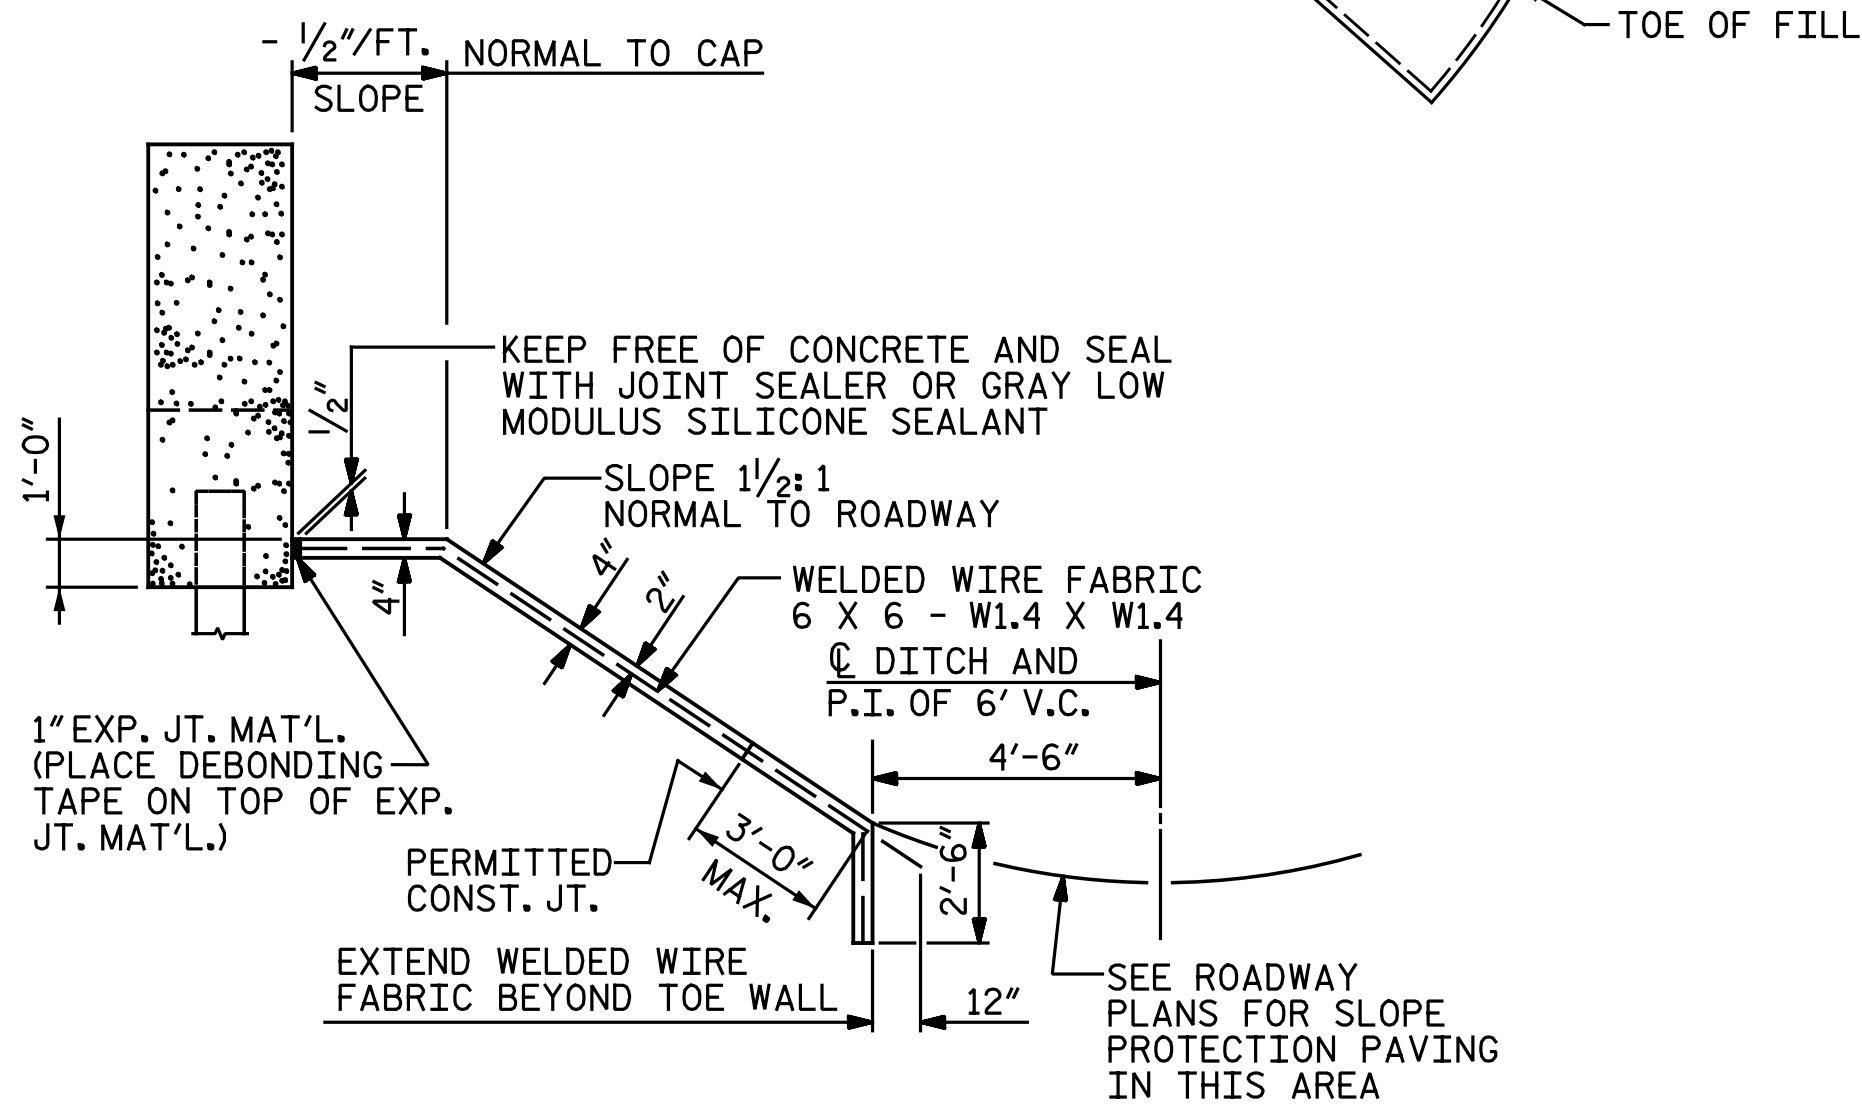 TOE OF FILL
- 1/2"/FT.
NORMAL TO CAP
SLOPE
KEEP FREE OF CONCRETE AND SEAL
WITH JOINT SEALER OR GRAY LOW
MODULUS SILICONE SEALANT
1/2"
1'-0"
SLOPE 1 1/2:1
NORMAL TO ROADWAY
4"
4"
2"
WELDED WIRE FABRIC
6 X 6 - W1.4 X W1.4
℄ DITCH AND
P.I. OF 6' V.C.
4'-6"
1" EXP. JT. MAT'L.
(PLACE DEBONDING
TAPE ON TOP OF EXP.
JT. MAT'L.)
3'-0"
MAX.
PERMITTED
CONST. JT.
2'-6"
EXTEND WELDED WIRE
FABRIC BEYOND TOE WALL
12"
SEE ROADWAY
PLANS FOR SLOPE
PROTECTION PAVING
IN THIS AREA